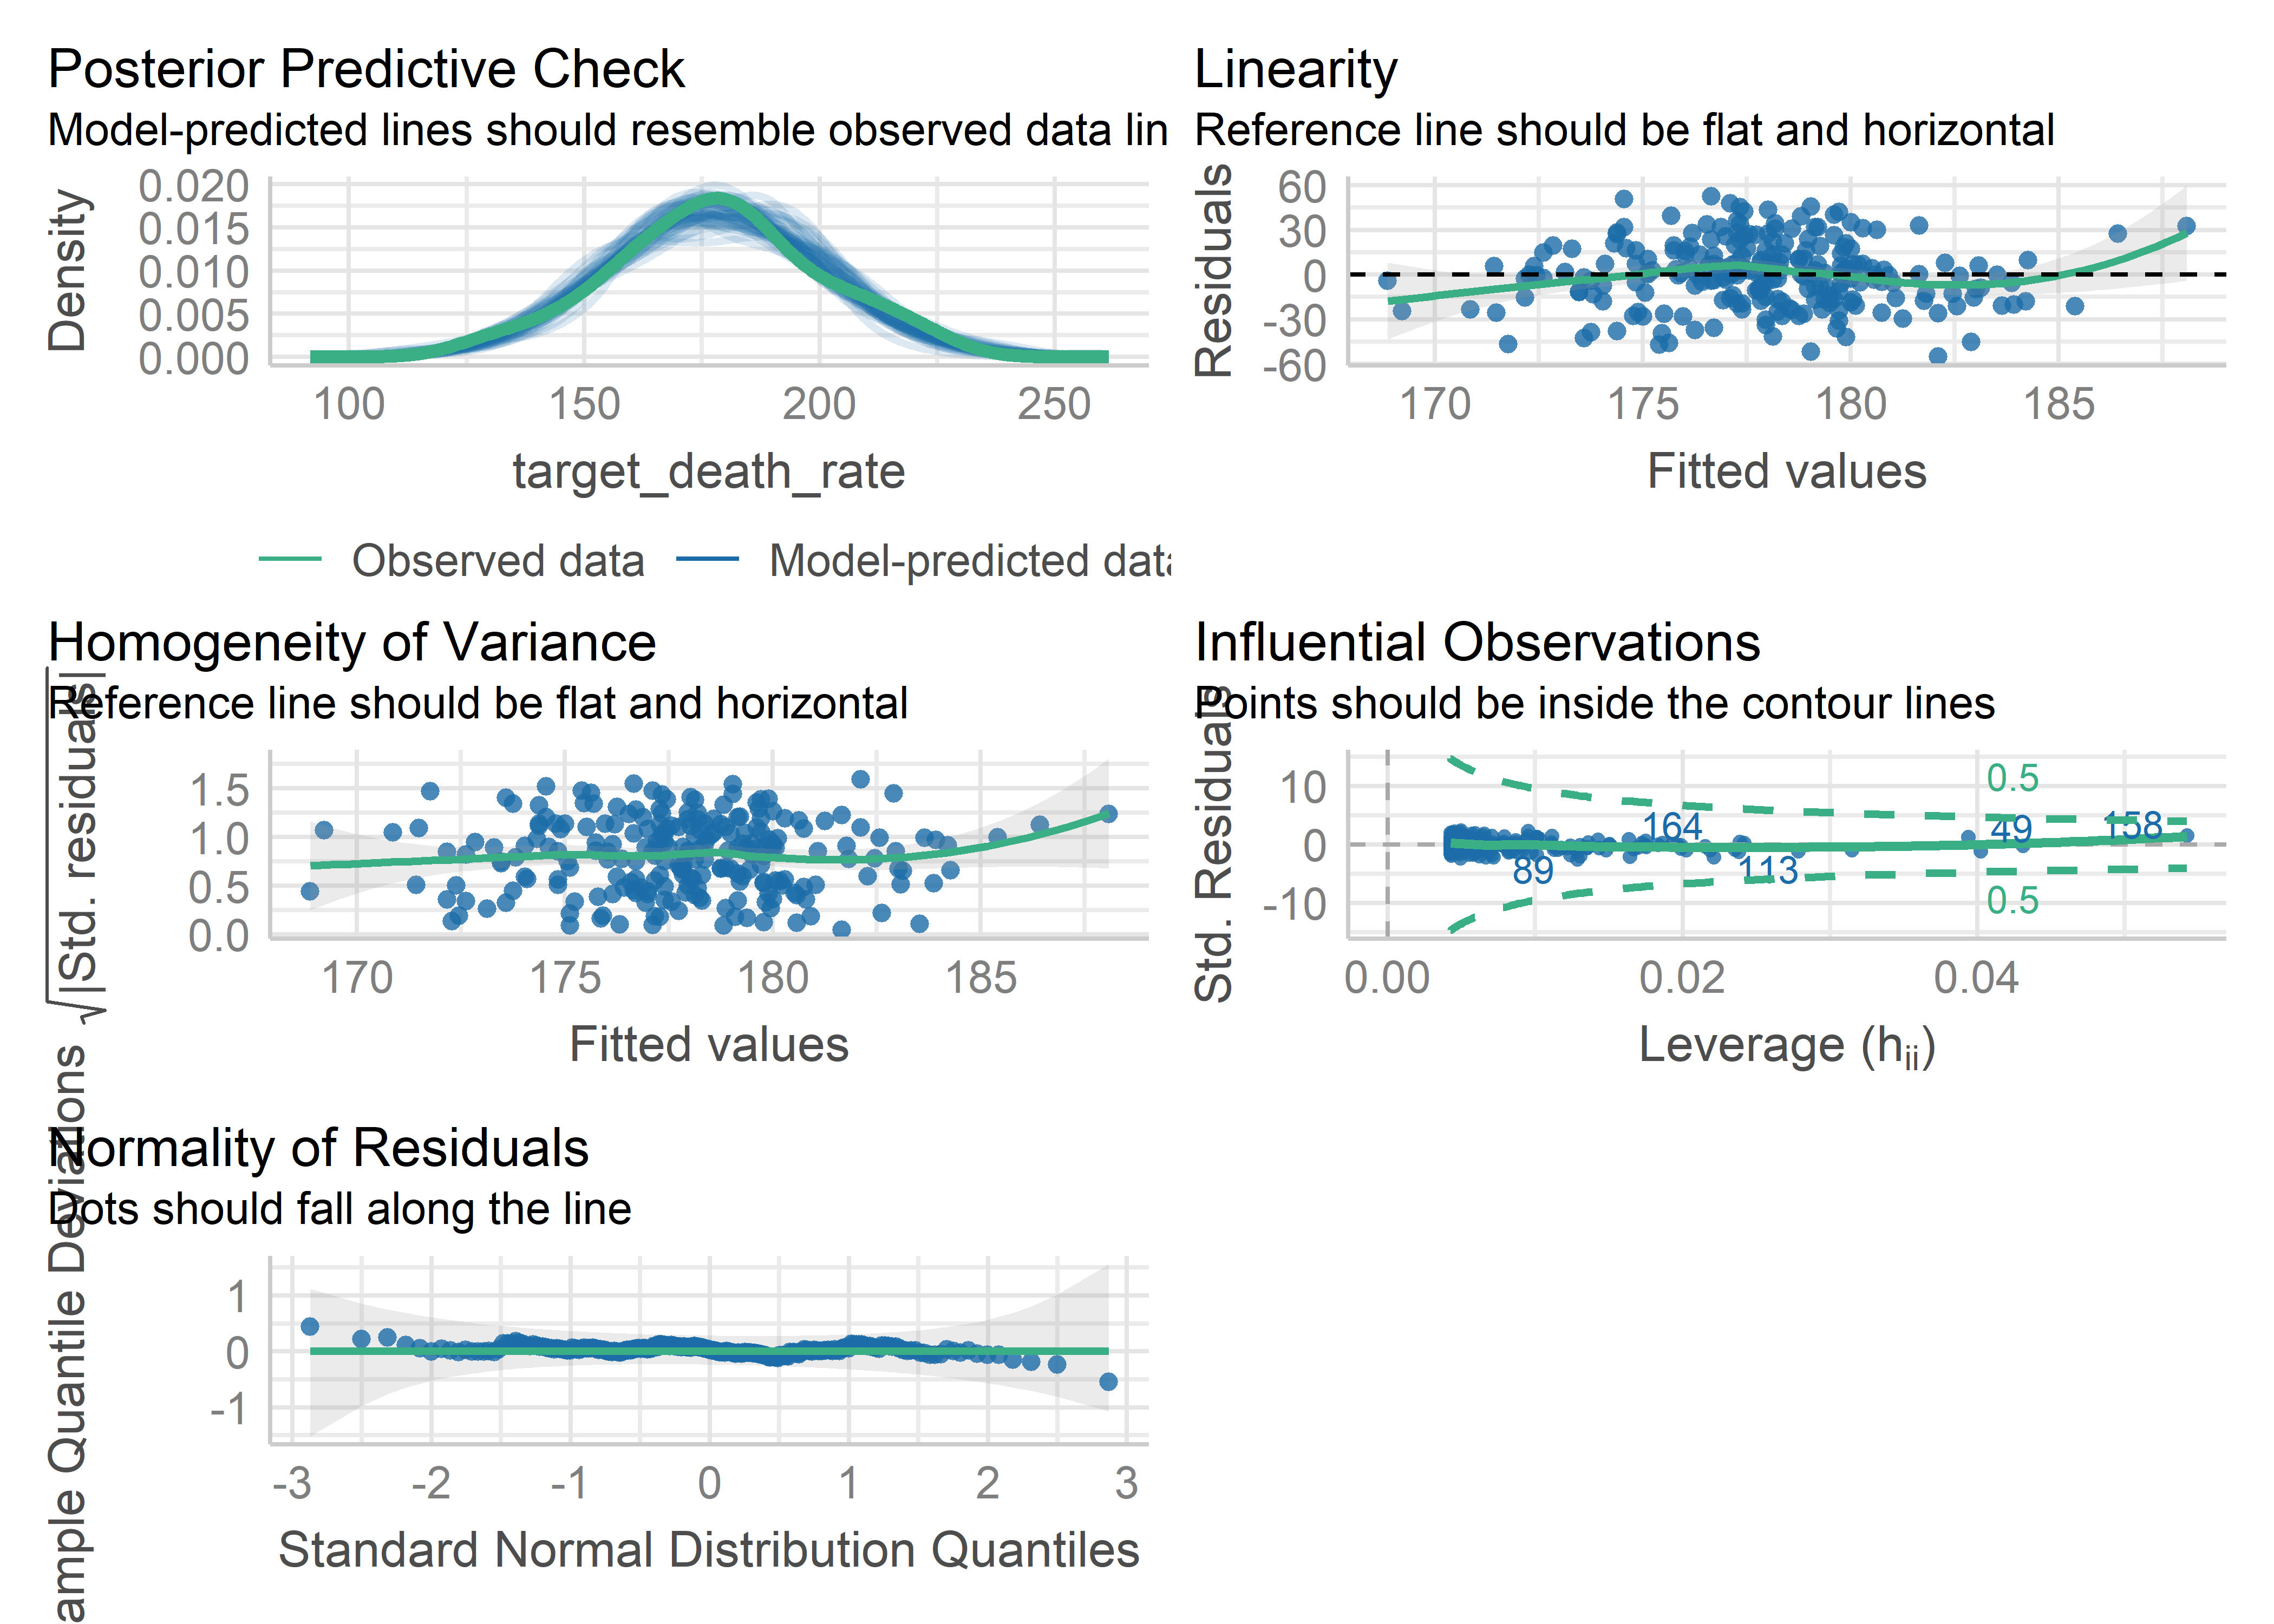 Posterior Predictive Check
Model-predicted lines should resemble observed data lin
Density
0.020
0.015
0.010
0.005
0.000
100 150 200 250
target_death_rate
Observed data Model-predicted data
Linearity
Reference line should be flat and horizontal
Residuals
60
30
0
-30
-60
170 175 180 185
Fitted values
Homogeneity of Variance
Reference line should be flat and horizontal
√|Std. residuals|
1.5
1.0
0.5
0.0
170 175 180 185
Fitted values
Influential Observations
Points should be inside the contour lines
Std. Residuals
10
0
-10
0.5
164 49 158
89 113
0.5
0.00 0.02 0.04
Leverage (hii)
Normality of Residuals
Dots should fall along the line
ample Quantile Deviations
1
0
-1
-3 -2 -1 0 1 2 3
Standard Normal Distribution Quantiles